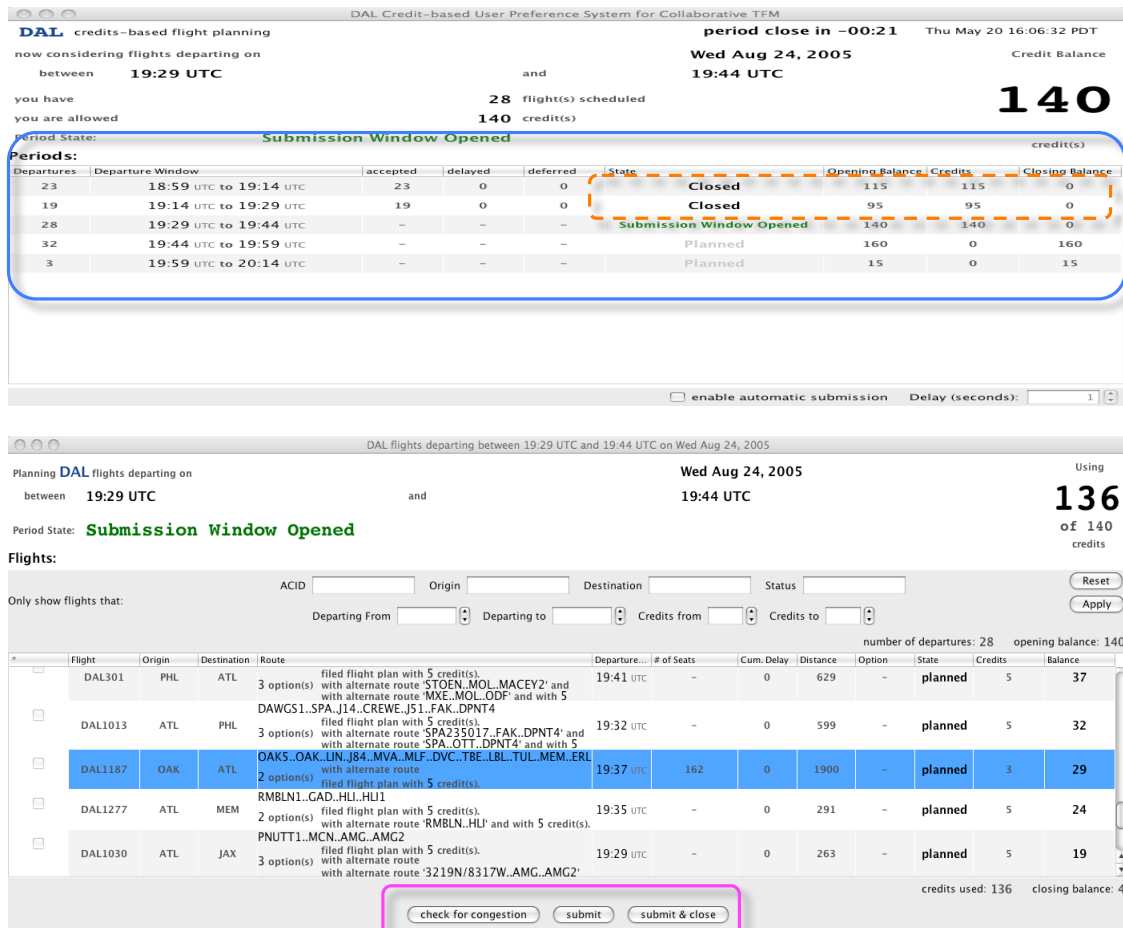 DAL Credit-based User Preference System for Collaborative TFM
DAL credits-based flight planning period close in -00:21 Thu May 20 16:06:32 PDT
now considering flights departing on Wed Aug 24, 2005 Credit Balance
between 19:29 UTC and 19:44 UTC
140
you have 28 flight(s) scheduled
you are allowed 140 credit(s)
Period State: Submission Window Opened
credit(s)
Periods:
Departures Departure Window accepted delayed deferred State Opening Balance Credits Closing Balance
23 18:59 UTC to 19:14 UTC 23 0 0 Closed 115 115 0
19 19:14 UTC to 19:29 UTC 19 0 0 Closed 95 95 0
28 19:29 UTC to 19:44 UTC – – – Submission Window Opened 140 140 0
32 19:44 UTC to 19:59 UTC – – – Planned 160 0 160
3 19:59 UTC to 20:14 UTC – – – Planned 15 0 15
enable automatic submission Delay (seconds): 1
DAL flights departing between 19:29 UTC and 19:44 UTC on Wed Aug 24, 2005
Planning DAL flights departing on Wed Aug 24, 2005 Using
between 19:29 UTC and 19:44 UTC 136
of 140
Period State: Submission Window Opened
credits
Flights:
ACID Origin Destination Status Reset
Only show flights that: Apply
Departing From Departing to Credits from Credits to
number of departures: 28 opening balance: 140
* Flight Origin Destination Route Departure... # of Seats Cum. Delay Distance Option State Credits Balance
filed flight plan with 5 credit(s).
DAL301 PHL ATL 3 option(s) with alternate route 'STOEN..MOL..MACEY2' and 19:41 UTC – 0 629 – planned 5 37
with alternate route 'MXE..MOL..ODF' and with 5
DAWGS1..SPA..J14..CREWE..J51..FAK..DPNT4
filed flight plan with 5 credit(s).
DAL1013 ATL PHL 3 option(s) with alternate route 'SPA235017..FAK..DPNT4' and 19:32 UTC – 0 599 – planned 5 32
with alternate route 'SPA..OTT..DPNT4' and with 5
OAK5..OAK..LIN..J84..MVA..MLF..DVC..TBE..LBL..TUL..MEM..ERL
DAL1187 OAK ATL 2 option(s) with alternate route 19:37 UTC 162 0 1900 – planned 3 29
filed flight plan with 5 credit(s).
RMBLN1..GAD..HLI..HLI1
DAL1277 ATL MEM 2 option(s) filed flight plan with 5 credit(s). 19:35 UTC – 0 291 – planned 5 24
with alternate route 'RMBLN..HLI' and with 5 credit(s).
PNUTT1..MCN..AMG..AMG2
filed flight plan with 5 credit(s).
DAL1030 ATL JAX 3 option(s) with alternate route 19:29 UTC – 0 263 – planned 5 19
with alternate route '3219N/8317W..AMG..AMG2'
credits used: 136 closing balance: 4
check for congestion submit submit & close